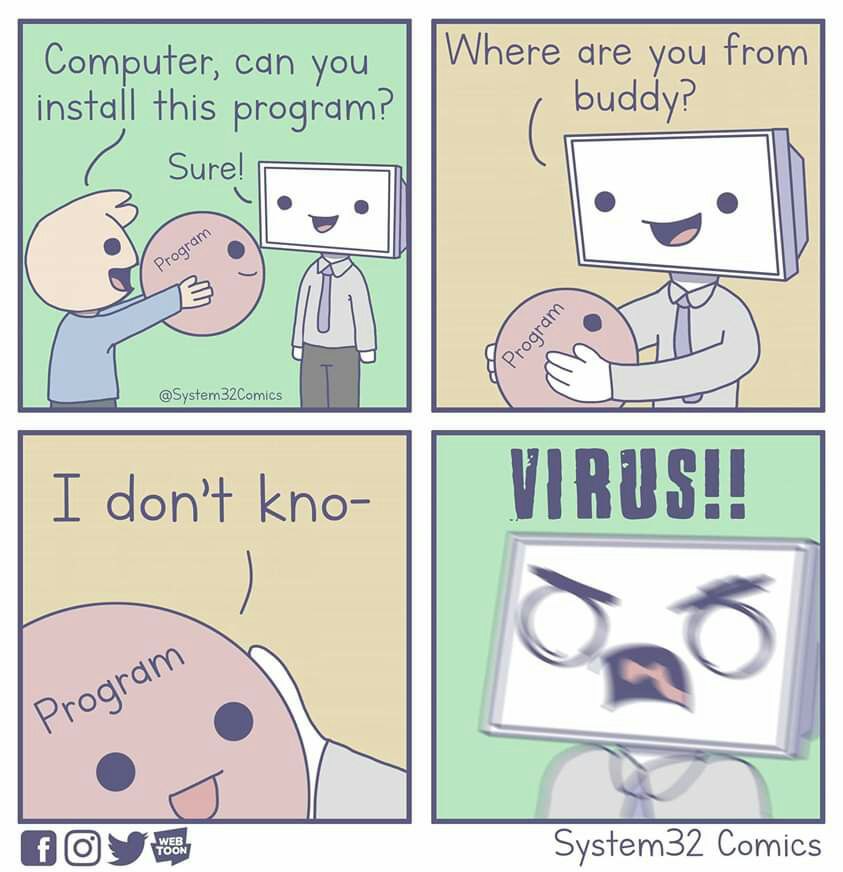 Computer, can you
install this program?
Sure!
Program
@System32Comics
Where are you from
buddy?
Program
I don't kno-
Program
VIRUS!!
f
WEB
TOON
System32 Comics